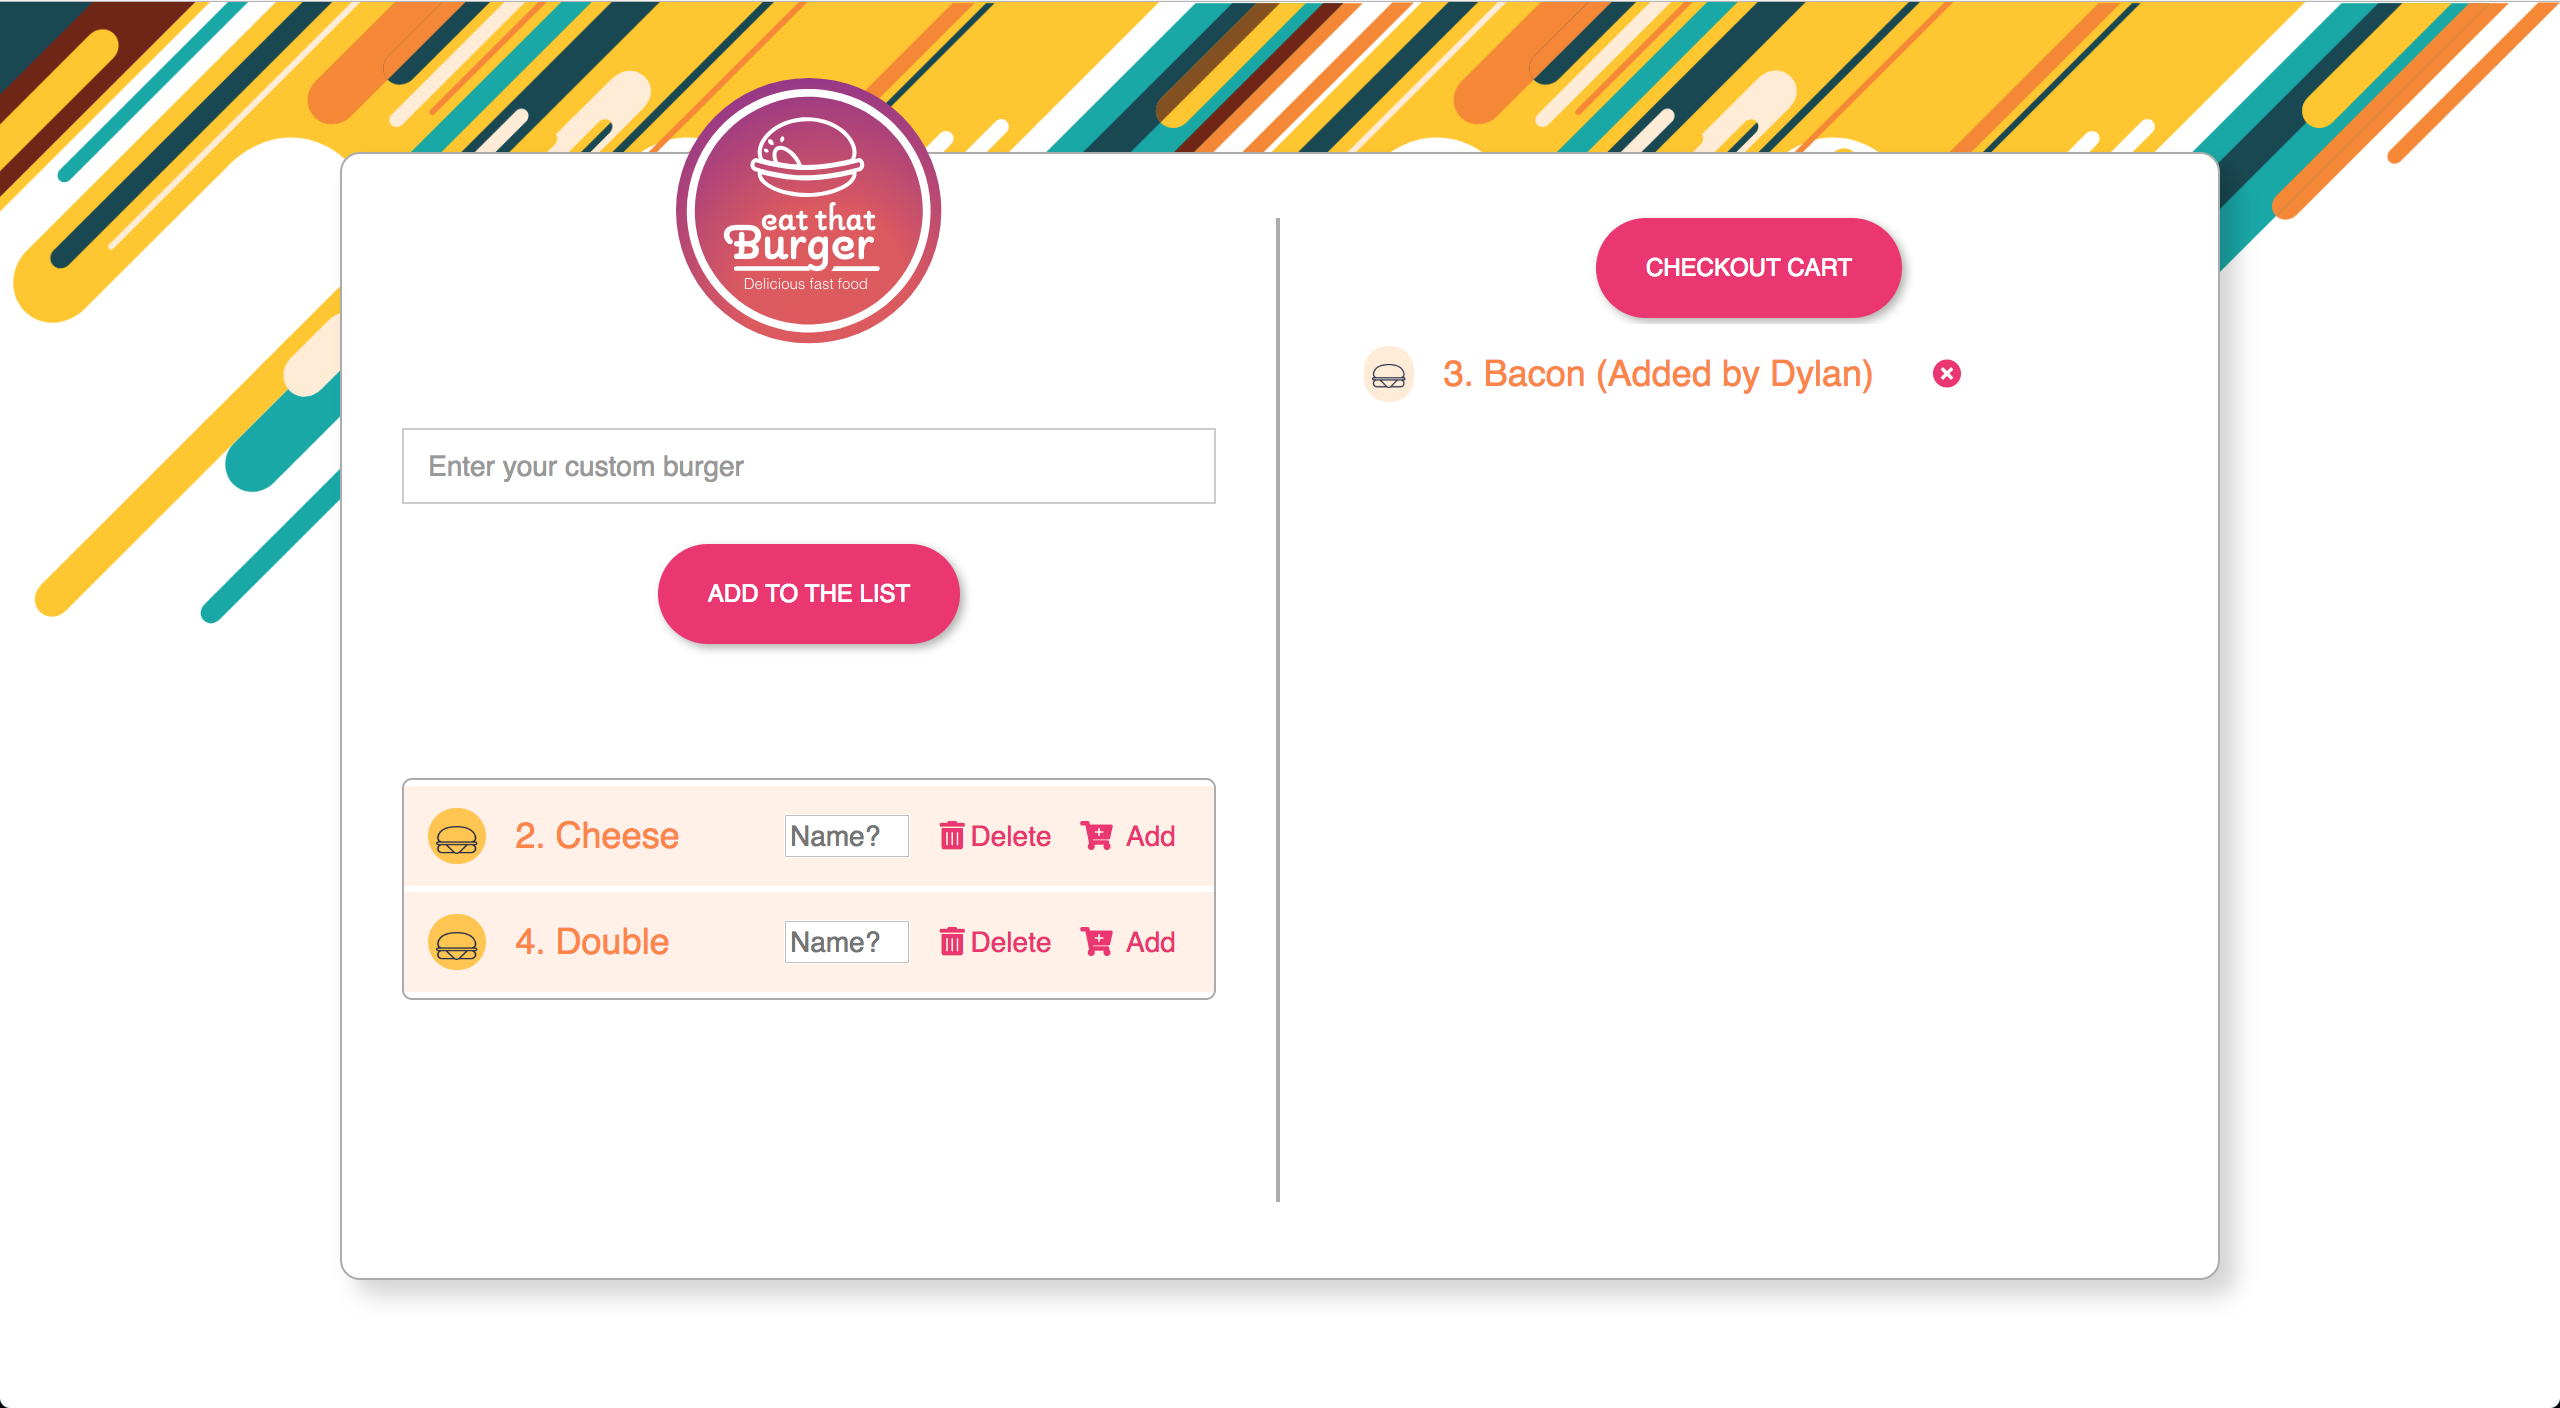 eat that
Burger
Delicious fast food
Enter your custom burger
ADD TO THE LIST
2. Cheese Name? Delete Add
4. Double Name? Delete Add
CHECKOUT CART
3. Bacon (Added by Dylan)